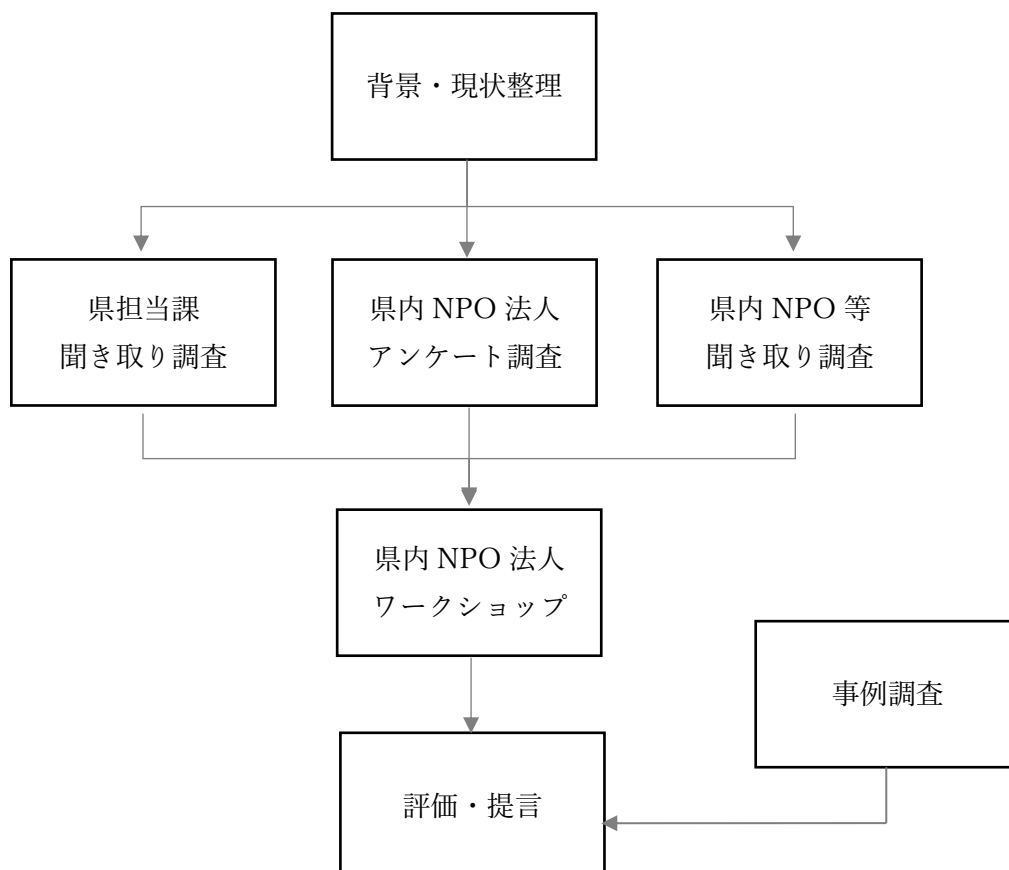 背景・現状整理
県担当課
聞き取り調査
県内 NPO 法人
アンケート調査
県内 NPO 等
聞き取り調査
県内 NPO 法人
ワークショップ
事例調査
評価・提言